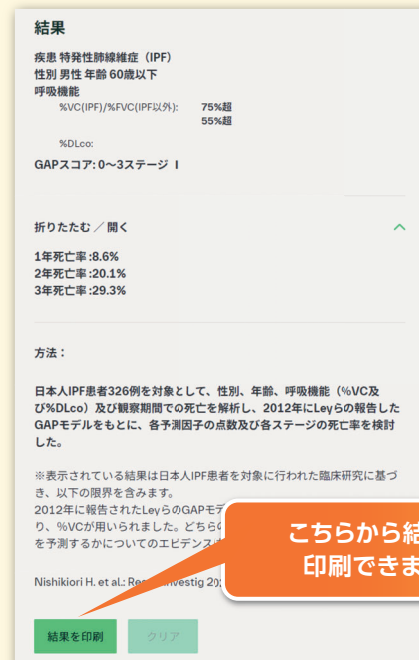 結果
疾患 特発性肺線維症（IPF）
性別 男性 年齢 60歳以下
呼吸機能
%VC(IPF)/%FVC(IPF以外): 75%超
55%超
%DLco:
GAPスコア: 0〜3ステージ I
折りたたむ ／ 開く
1年死亡率 :8.6%
2年死亡率 :20.1%
3年死亡率 :29.3%
方法：
日本人IPF患者326例を対象として、性別、年齢、呼吸機能（%VC及
び%DLco）及び観察期間での死亡を解析し、2012年にLeyらの報告した
GAPモデルをもとに、各予測因子の点数及び各ステージの死亡率を検討
した。
※表示されている結果は日本人IPF患者を対象に行われた臨床研究に基づ
き、以下の限界を含みます。
2012年に報告されたLeyらのGAPモデ
り、%VCが用いられました。どちらの
を予測するかについてのエビデンス
Nishikiori H. et al.: Re
vestig 2
こちらから結
印刷できま
結果を印刷
クリア